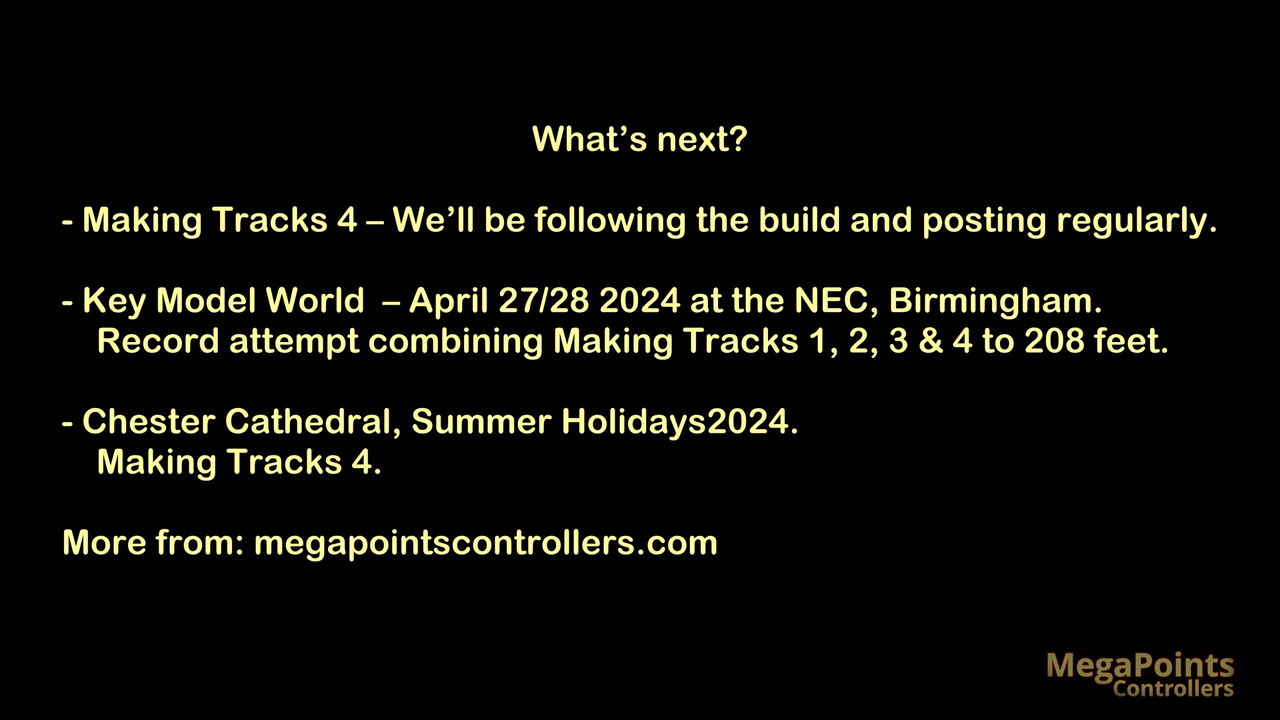 What’s next?
- Making Tracks 4 – We’ll be following the build and posting regularly.
- Key Model World  – April 27/28 2024 at the NEC, Birmingham.
Record attempt combining Making Tracks 1, 2, 3 & 4 to 208 feet.
- Chester Cathedral, Summer Holidays2024.
Making Tracks 4.
More from: megapointscontrollers.com
MegaPoints
Controllers